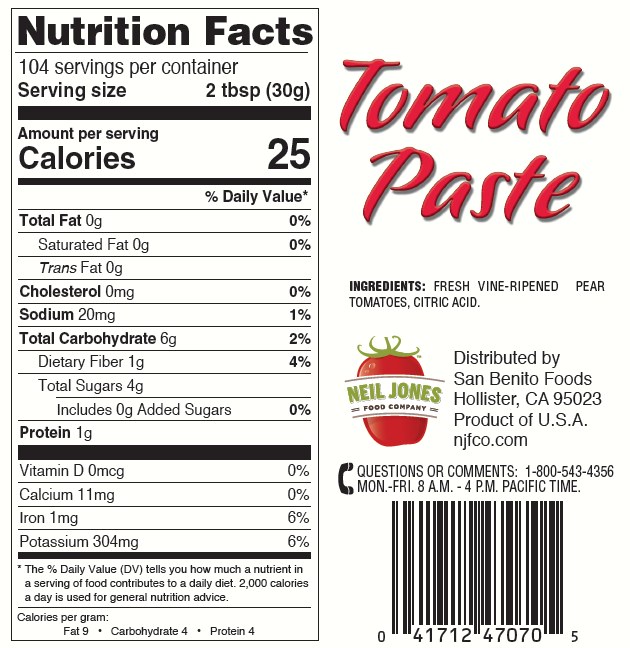 Nutrition Facts
104 servings per container
Serving size 2 tbsp (30g)
Amount per serving
Calories 25
% Daily Value*
Total Fat 0g 0%
Saturated Fat 0g 0%
Trans Fat 0g
Cholesterol 0mg 0%
Sodium 20mg 1%
Total Carbohydrate 6g 2%
Dietary Fiber 1g 4%
Total Sugars 4g
Includes 0g Added Sugars 0%
Protein 1g
Vitamin D 0mcg 0%
Calcium 11mg 0%
Iron 1mg 6%
Potassium 304mg 6%
* The % Daily Value (DV) tells you how much a nutrient in
a serving of food contributes to a daily diet. 2,000 calories
a day is used for general nutrition advice.
Calories per gram:
Fat 9 • Carbohydrate 4 • Protein 4
Tomato
Paste
INGREDIENTS: FRESH VINE-RIPENED PEAR
TOMATOES, CITRIC ACID.
NEIL JONES
FOOD COMPANY
Distributed by
San Benito Foods
Hollister, CA 95023
Product of U.S.A.
njfco.com
QUESTIONS OR COMMENTS: 1-800-543-4356
MON.-FRI. 8 A.M. - 4 P.M. PACIFIC TIME.
0 41712 47070 5